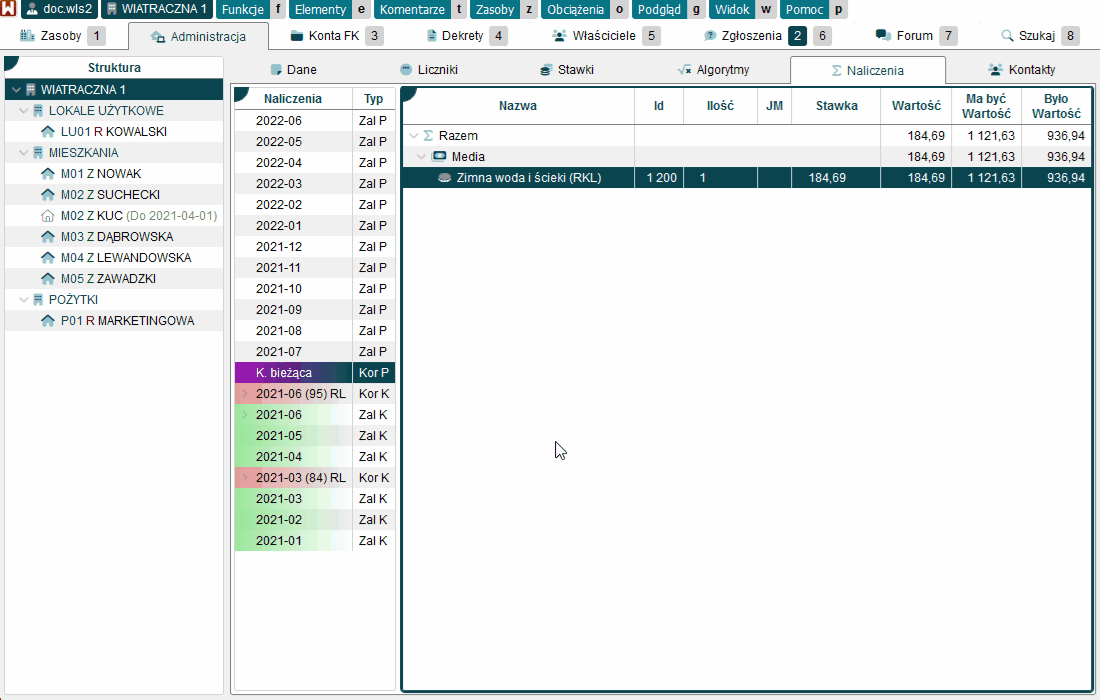 doc.wls2 WIATRACZNA 1 Funkcje f Elementy e Komentarze t Zasoby z Obciążenia o Podgląd g Widok w Pomoc p
Zasoby 1 Administracja Konta FK 3 Dekrety 4 Właściciele 5 Zgłoszenia 2 6 Forum 7 Szukaj 8
Struktura
WIATRACZNA 1
LOKALE UŻYTKOWE
LU01 R KOWALSKI
MIESZKANIA
M01 Z NOWAK
M02 Z SUCHECKI
M02 Z KUC (Do 2021-04-01)
M03 Z DĄBROWSKA
M04 Z LEWANDOWSKA
M05 Z ZAWADZKI
POŻYTKI
P01 R MARKETINGOWA
Dane Liczniki Stawki Algorytmy Naliczenia Kontakty
Naliczenia Typ
2022-06 Zal P
2022-05 Zal P
2022-04 Zal P
2022-03 Zal P
2022-02 Zal P
2022-01 Zal P
2021-12 Zal P
2021-11 Zal P
2021-10 Zal P
2021-09 Zal P
2021-08 Zal P
2021-07 Zal P
K. bieżąca Kor P
2021-06 (95) RL Kor K
2021-06 Zal K
2021-05 Zal K
2021-04 Zal K
2021-03 (84) RL Kor K
2021-03 Zal K
2021-02 Zal K
2021-01 Zal K
Nazwa Id Ilość JM Stawka Wartość Ma być Wartość Było Wartość
Razem 184,69 1 121,63 936,94
Media 184,69 1 121,63 936,94
Zimna woda i ścieki (RKL) 1 200 1 184,69 184,69 1 121,63 936,94